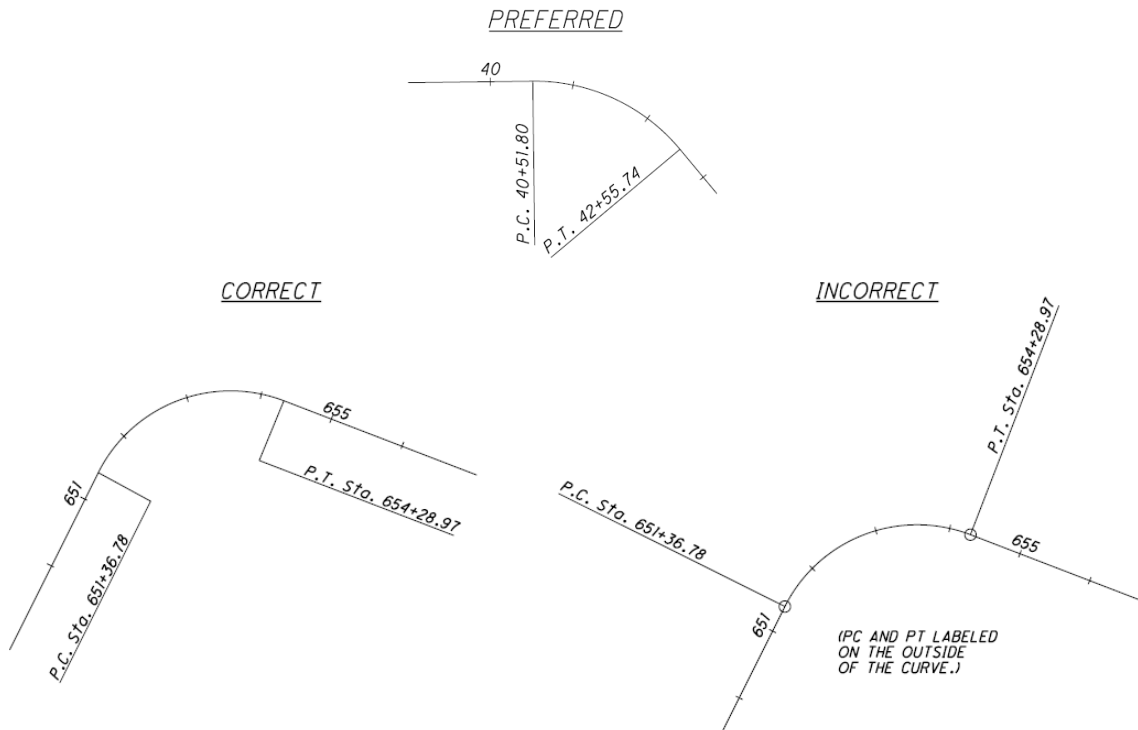 PREFERRED
40
P.C. 40+51.80
P.T. 42+55.74
CORRECT
651
655
P.C. Sta. 651+36.78
P.T. Sta. 654+28.97
INCORRECT
P.C. Sta. 651+36.78
P.T. Sta. 654+28.97
651
655
(PC AND PT LABELED
ON THE OUTSIDE
OF THE CURVE.)